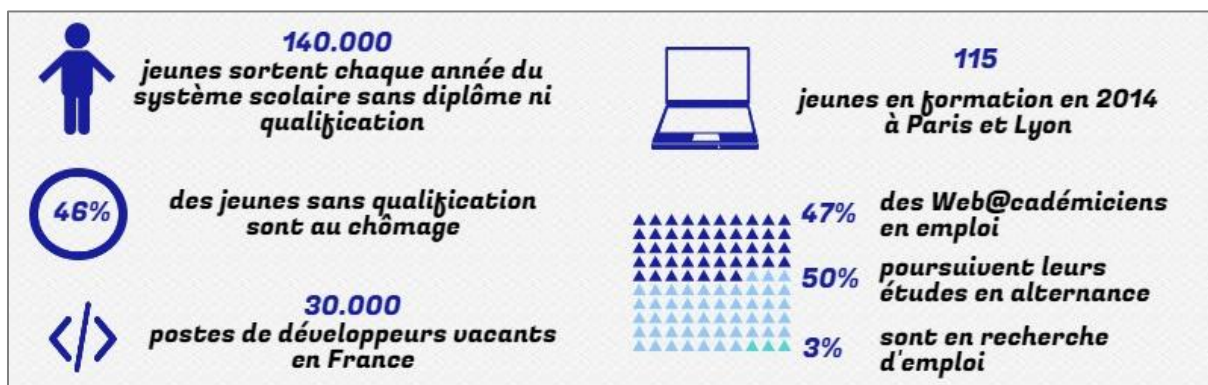 140.000
jeunes sortent chaque année du
système scolaire sans diplôme ni
qualification
46%
des jeunes sans qualification
sont au chômage
30.000
postes de développeurs vacants
en France
115
jeunes en formation en 2014
à Paris et Lyon
47%
des Web@cadémiciens
en emploi
50%
poursuivent leurs
études en alternance
3%
sont en recherche
d'emploi